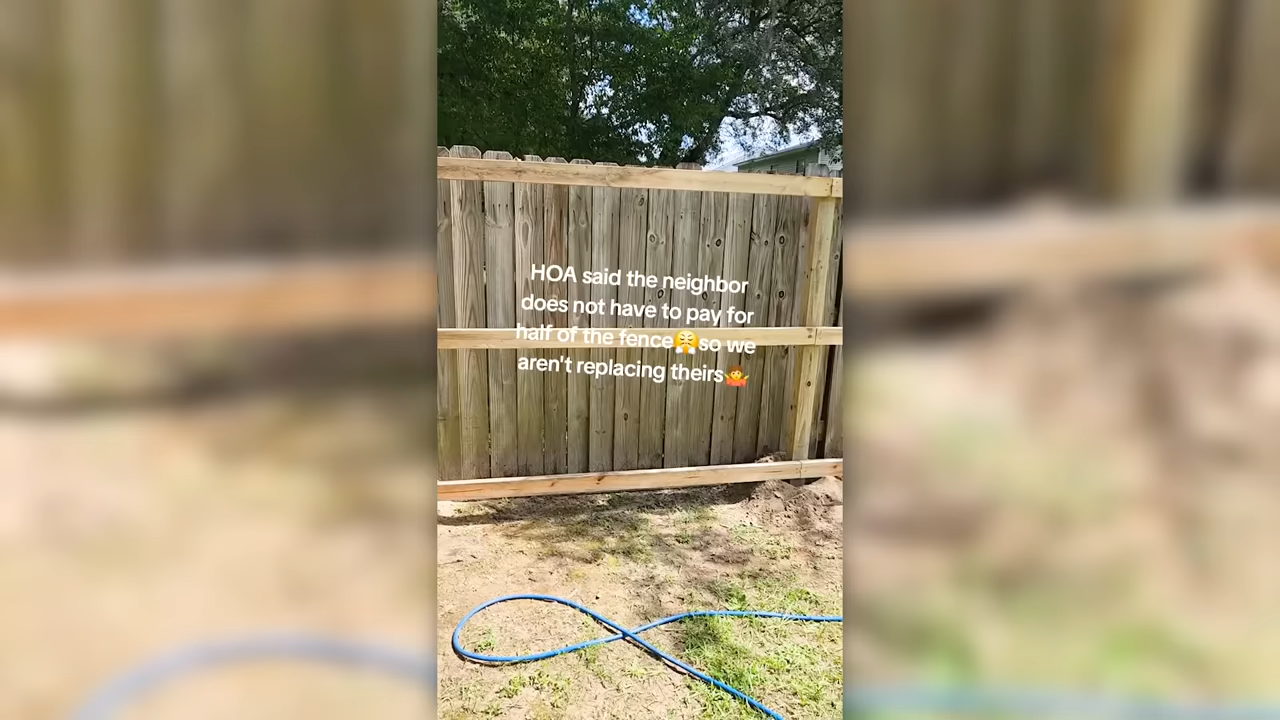 HOA said the neighbor
does not have to pay for
half of the fence😤so we
aren't replacing theirs🤷